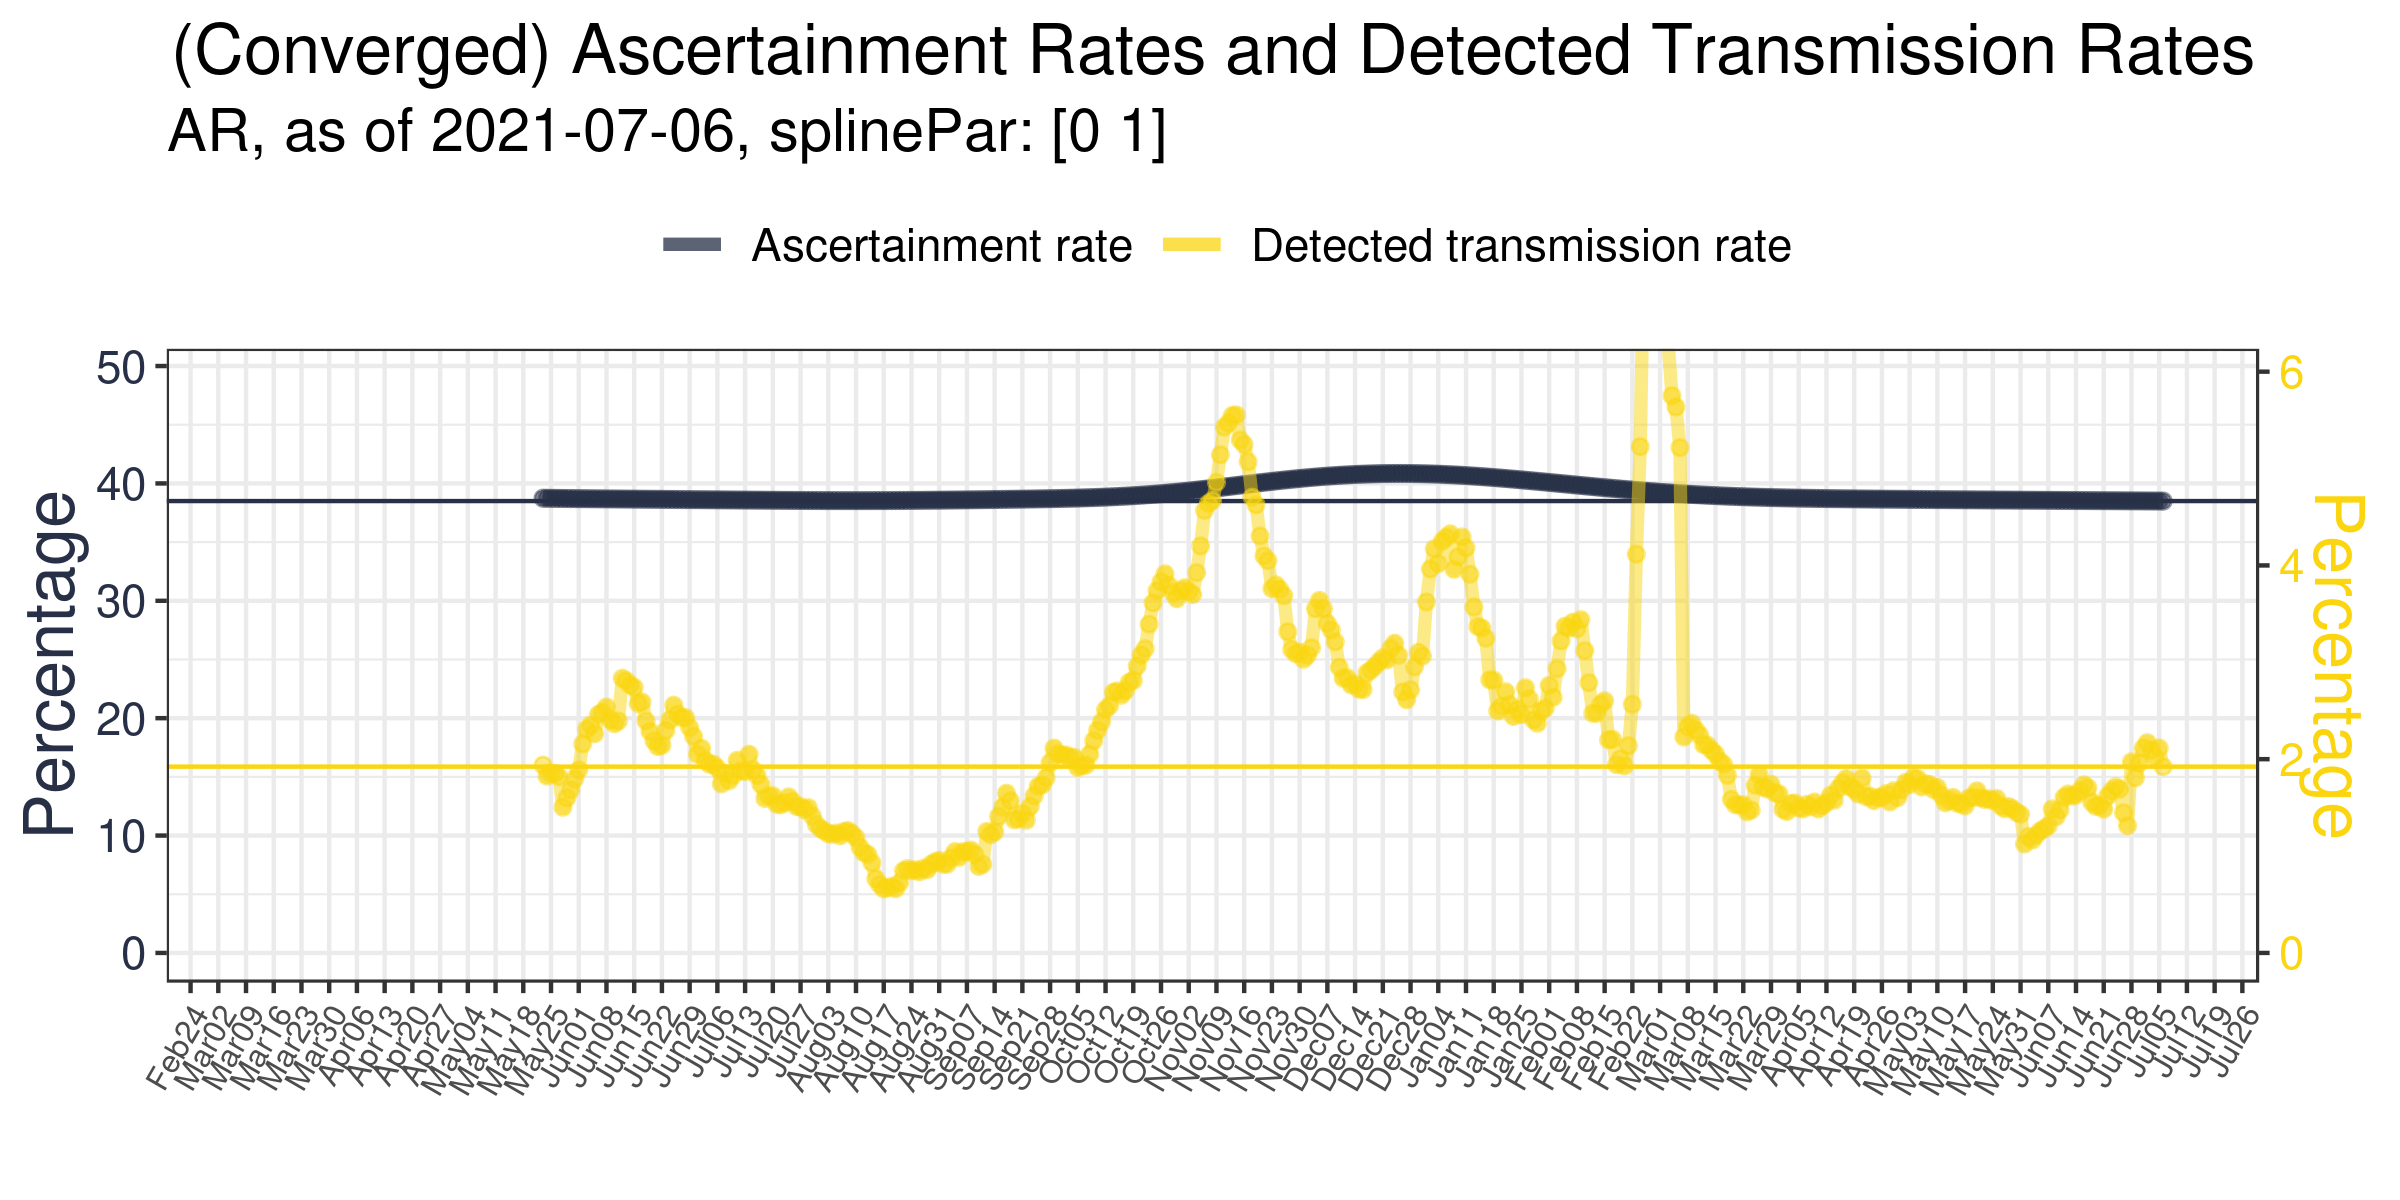 (Converged) Ascertainment Rates and Detected Transmission Rates
AR, as of 2021-07-06, splinePar: [0 1]
Ascertainment rate Detected transmission rate
50
40
30
20
10
0
Percentage
6
4
2
0
Percentage
Feb24 Mar02 Mar09 Mar16 Mar23 Mar30 Apr06 Apr13 Apr20 Apr27 May04 May11 May18 May25 Jun01 Jun08 Jun15 Jun22 Jun29 Jul06 Jul13 Jul20 Jul27 Aug03 Aug10 Aug17 Aug24 Aug31 Sep07 Sep14 Sep21 Sep28 Oct05 Oct12 Oct19 Oct26 Nov02 Nov09 Nov16 Nov23 Nov30 Dec07 Dec14 Dec21 Dec28 Jan04 Jan11 Jan18 Jan25 Feb01 Feb08 Feb15 Feb22 Mar01 Mar08 Mar15 Mar22 Mar29 Apr05 Apr12 Apr19 Apr26 May03 May10 May17 May24 May31 Jun07 Jun14 Jun21 Jun28 Jul05 Jul12 Jul19 Jul26